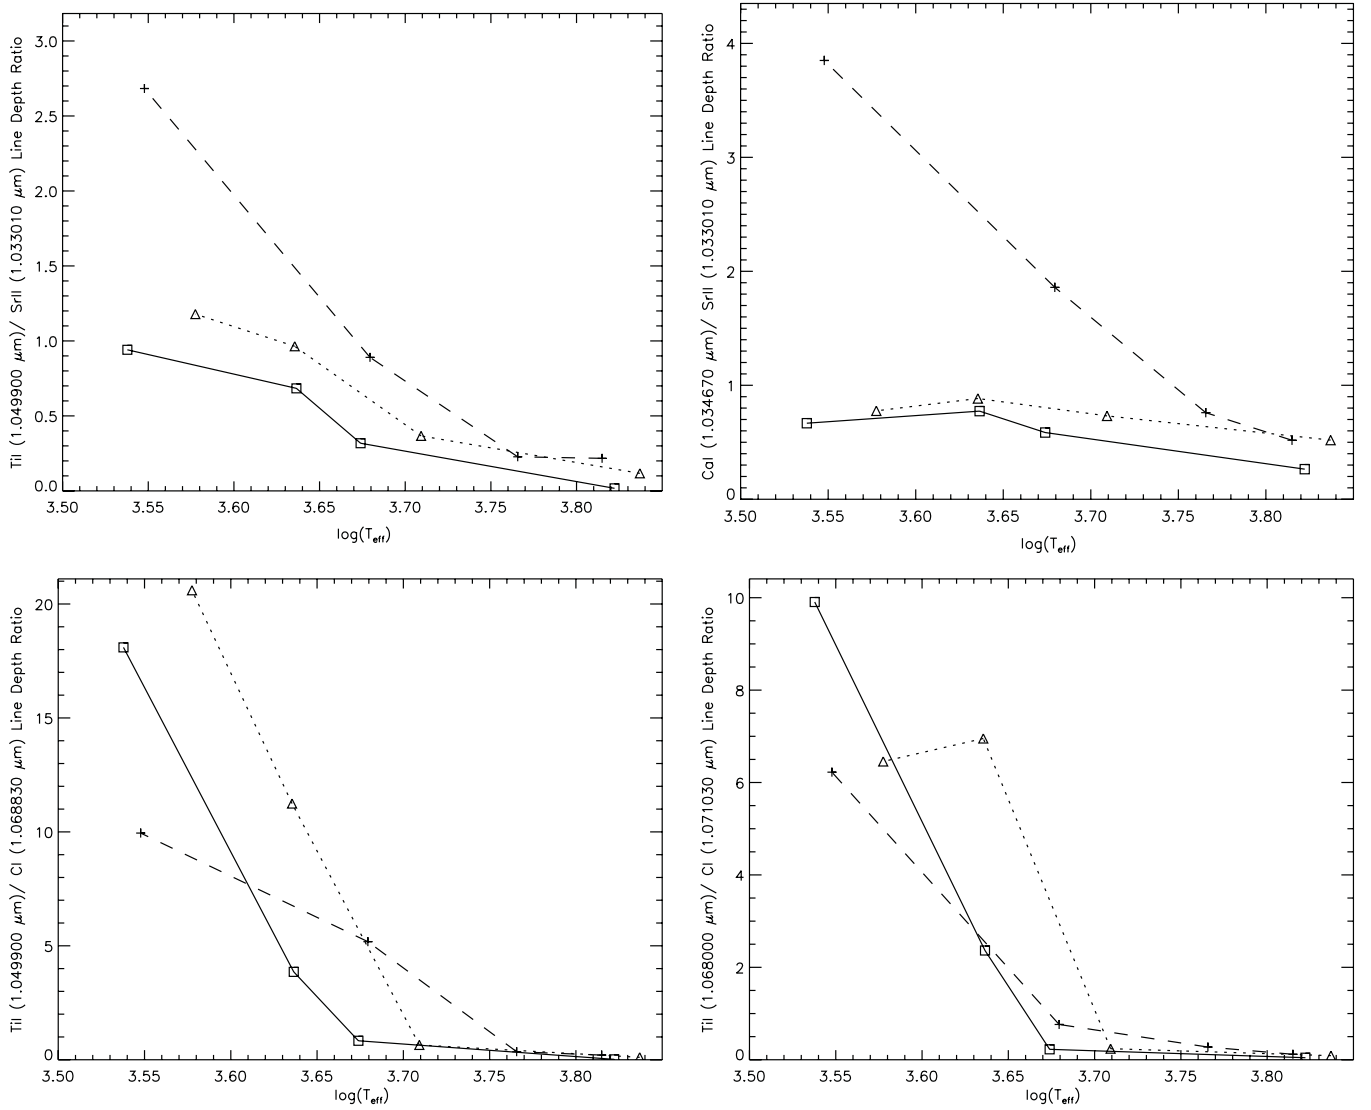 TiI (1.049900 μm)/ SrII (1.033010 μm) Line Depth Ratio
3.0
2.5
2.0
1.5
1.0
0.5
0.0
3.50 3.55 3.60 3.65 3.70 3.75 3.80
log(Teff)
CaI (1.034670 μm)/ SrII (1.033010 μm) Line Depth Ratio
4
3
2
1
0
3.50 3.55 3.60 3.65 3.70 3.75 3.80
log(Teff)
TiI (1.049900 μm)/ CI (1.068830 μm) Line Depth Ratio
20
15
10
5
0
3.50 3.55 3.60 3.65 3.70 3.75 3.80
log(Teff)
TiI (1.068000 μm)/ CI (1.071030 μm) Line Depth Ratio
10
8
6
4
2
0
3.50 3.55 3.60 3.65 3.70 3.75 3.80
log(Teff)